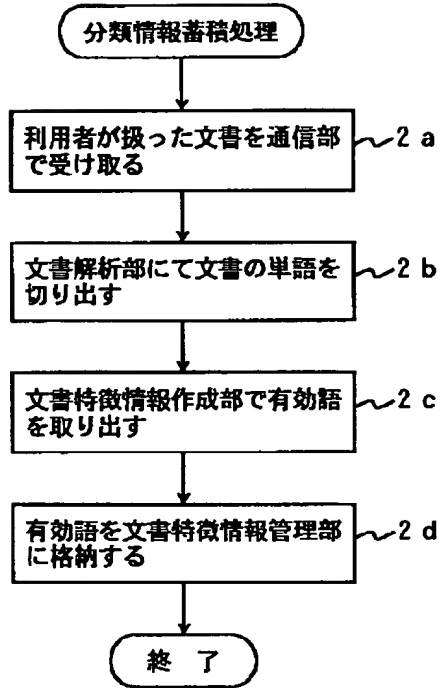 分類情報蓄積処理
利用者が扱った文書を通信部
で受け取る
2a
文書解析部にて文書の単語を
切り出す
2b
文書特徴情報作成部で有効語
を取り出す
2c
有効語を文書特徴情報管理部
に格納する
2d
終 了